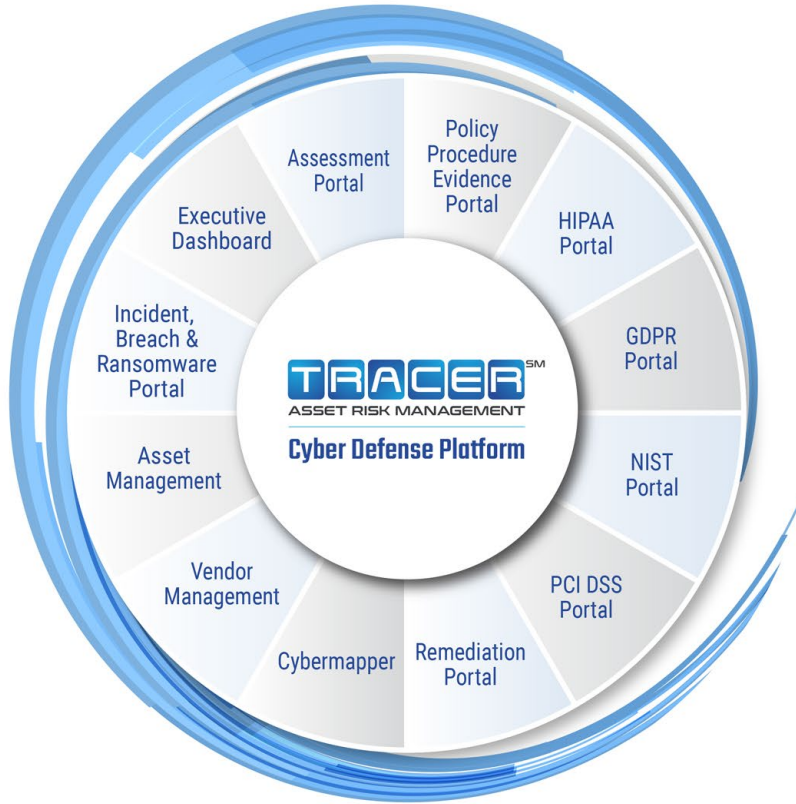 Assessment
Portal
Policy
Procedure
Evidence
Portal
HIPAA
Portal
GDPR
Portal
NIST
Portal
PCI DSS
Portal
Remediation
Portal
Cybermapper
Vendor
Management
Asset
Management
Incident,
Breach &
Ransomware
Portal
Executive
Dashboard
TRACER SM
ASSET RISK MANAGEMENT
Cyber Defense Platform